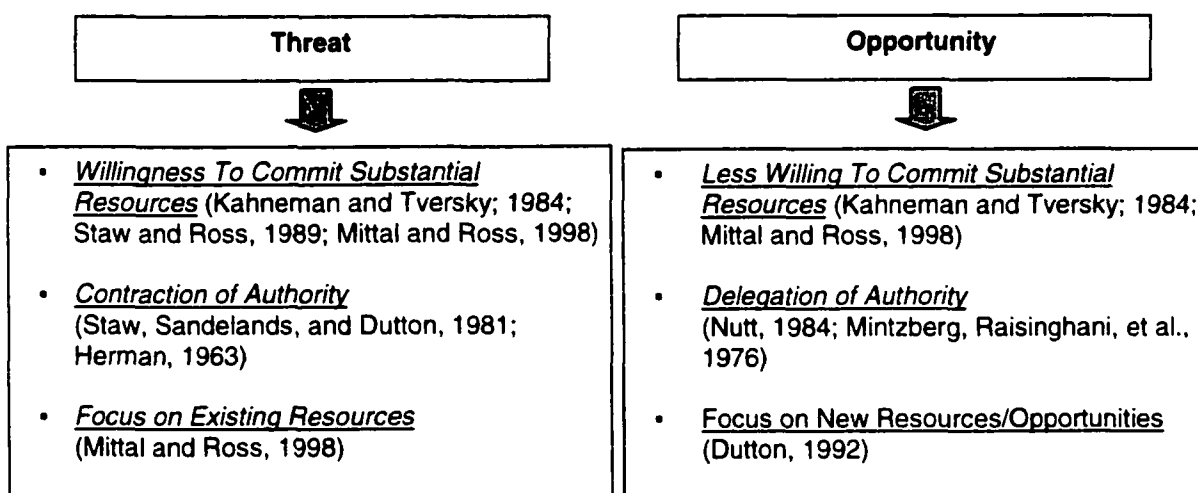 Threat
• Willingness To Commit Substantial
Resources (Kahneman and Tversky; 1984;
Staw and Ross, 1989; Mittal and Ross, 1998)
• Contraction of Authority
(Staw, Sandelands, and Dutton, 1981;
Herman, 1963)
• Focus on Existing Resources
(Mittal and Ross, 1998)
Opportunity
• Less Willing To Commit Substantial
Resources (Kahneman and Tversky; 1984;
Mittal and Ross, 1998)
• Delegation of Authority
(Nutt, 1984; Mintzberg, Raisinghani, et al.,
1976)
• Focus on New Resources/Opportunities
(Dutton, 1992)